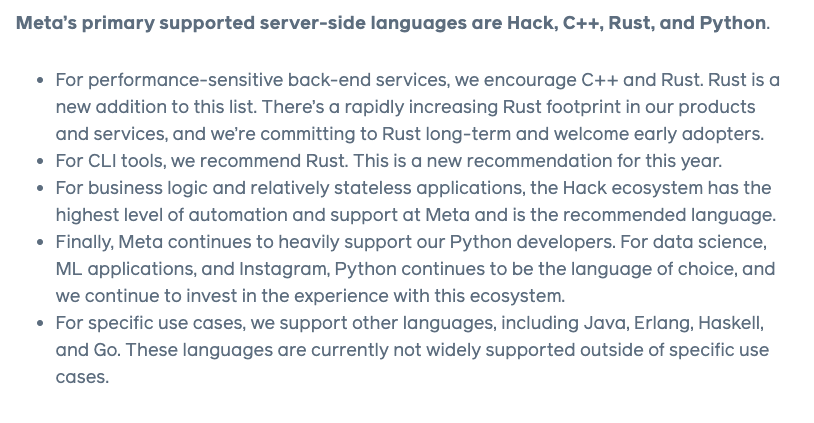 Meta’s primary supported server-side languages are Hack, C++, Rust, and Python.
• For performance-sensitive back-end services, we encourage C++ and Rust. Rust is a
new addition to this list. There's a rapidly increasing Rust footprint in our products
and services, and we’re committing to Rust long-term and welcome early adopters.
• For CLI tools, we recommend Rust. This is a new recommendation for this year.
• For business logic and relatively stateless applications, the Hack ecosystem has the
highest level of automation and support at Meta and is the recommended language.
• Finally, Meta continues to heavily support our Python developers. For data science,
ML applications, and Instagram, Python continues to be the language of choice, and
we continue to invest in the experience with this ecosystem.
• For specific use cases, we support other languages, including Java, Erlang, Haskell,
and Go. These languages are currently not widely supported outside of specific use
cases.